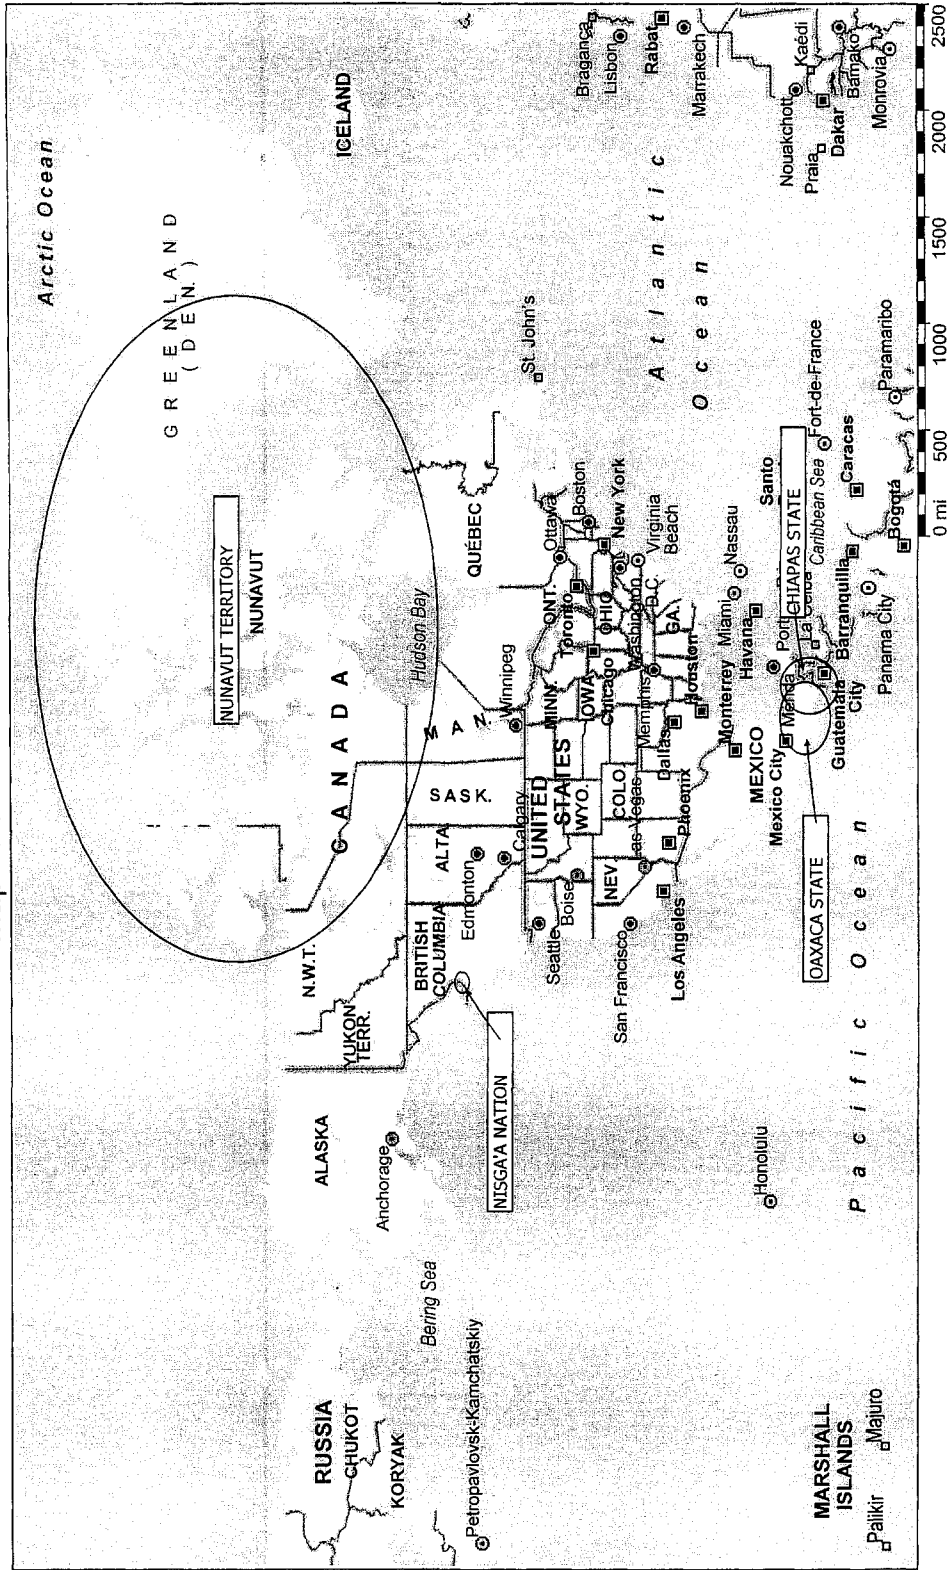 Arctic Ocean
GREENLAND
(DEN.)
ICELAND
NUNAVUT TERRITORY
NUNAVUT
CANADA
Hudson Bay
RUSSIA
CHUKOT
KORYAK
ALASKA
Anchorage
Bering Sea
Petropavlovsk-Kamchatskiy
YUKON
TERR.
N.W.T.
BRITISH
COLUMBIA
ALTA
SASK.
MAN.
ONT.
QUÉBEC
NISGA'A NATION
Edmonton
Calgary
Winnipeg
Ottawa
St. John's
Seattle
Boise
UNITED
STATES
WYO.
MINN
IOWA
Chicago
Toronto
OHIO
Boston
New York
Washington
D.C.
Virginia
Beach
San Francisco
NEV
Las Vegas
COLO.
Memphis
GA.
Los Angeles
Phoenix
Dallas
Houston
Monterrey
Miami
Nassau
Havana
MEXICO
Mexico City
Merida
Port
Santo
CHIAPAS STATE
OAXACA STATE
La Ceiba
Guatemala
City
Caribbean Sea
Fort-de-France
Barranquilla
Caracas
Panama City
Bogotá
Paramaribo
Honolulu
Pacific Ocean
Atlantic
Ocean
MARSHALL
ISLANDS
Palikir
Majuro
Bragança
Lisbon
Rabat
Marrakech
Nouakchott
Kaédi
Praia
Dakar
Bamako
Monrovia
0 mi 500 1000 1500 2000 2500